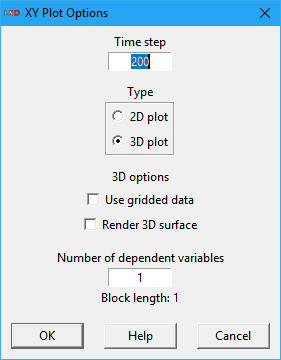 XY Plot Options
Time step
200
Type
2D plot
3D plot
3D options
Use gridded data
Render 3D surface
Number of dependent variables
1
Block length: 1
OK Help Cancel